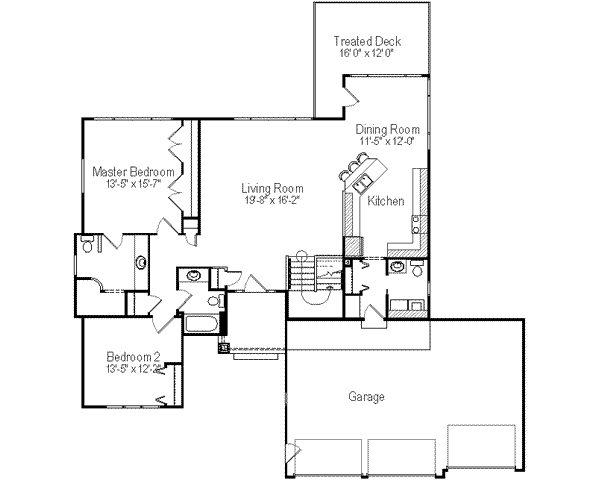 Treated Deck
16'0" x 12'0"
Dining Room
11'-5" x 12'-0"
Master Bedroom
13'-5" x 15'-7"
Living Room
19'-8" x 16'-2"
Kitchen
Bedroom 2
13'-5" x 12'-2"
Garage